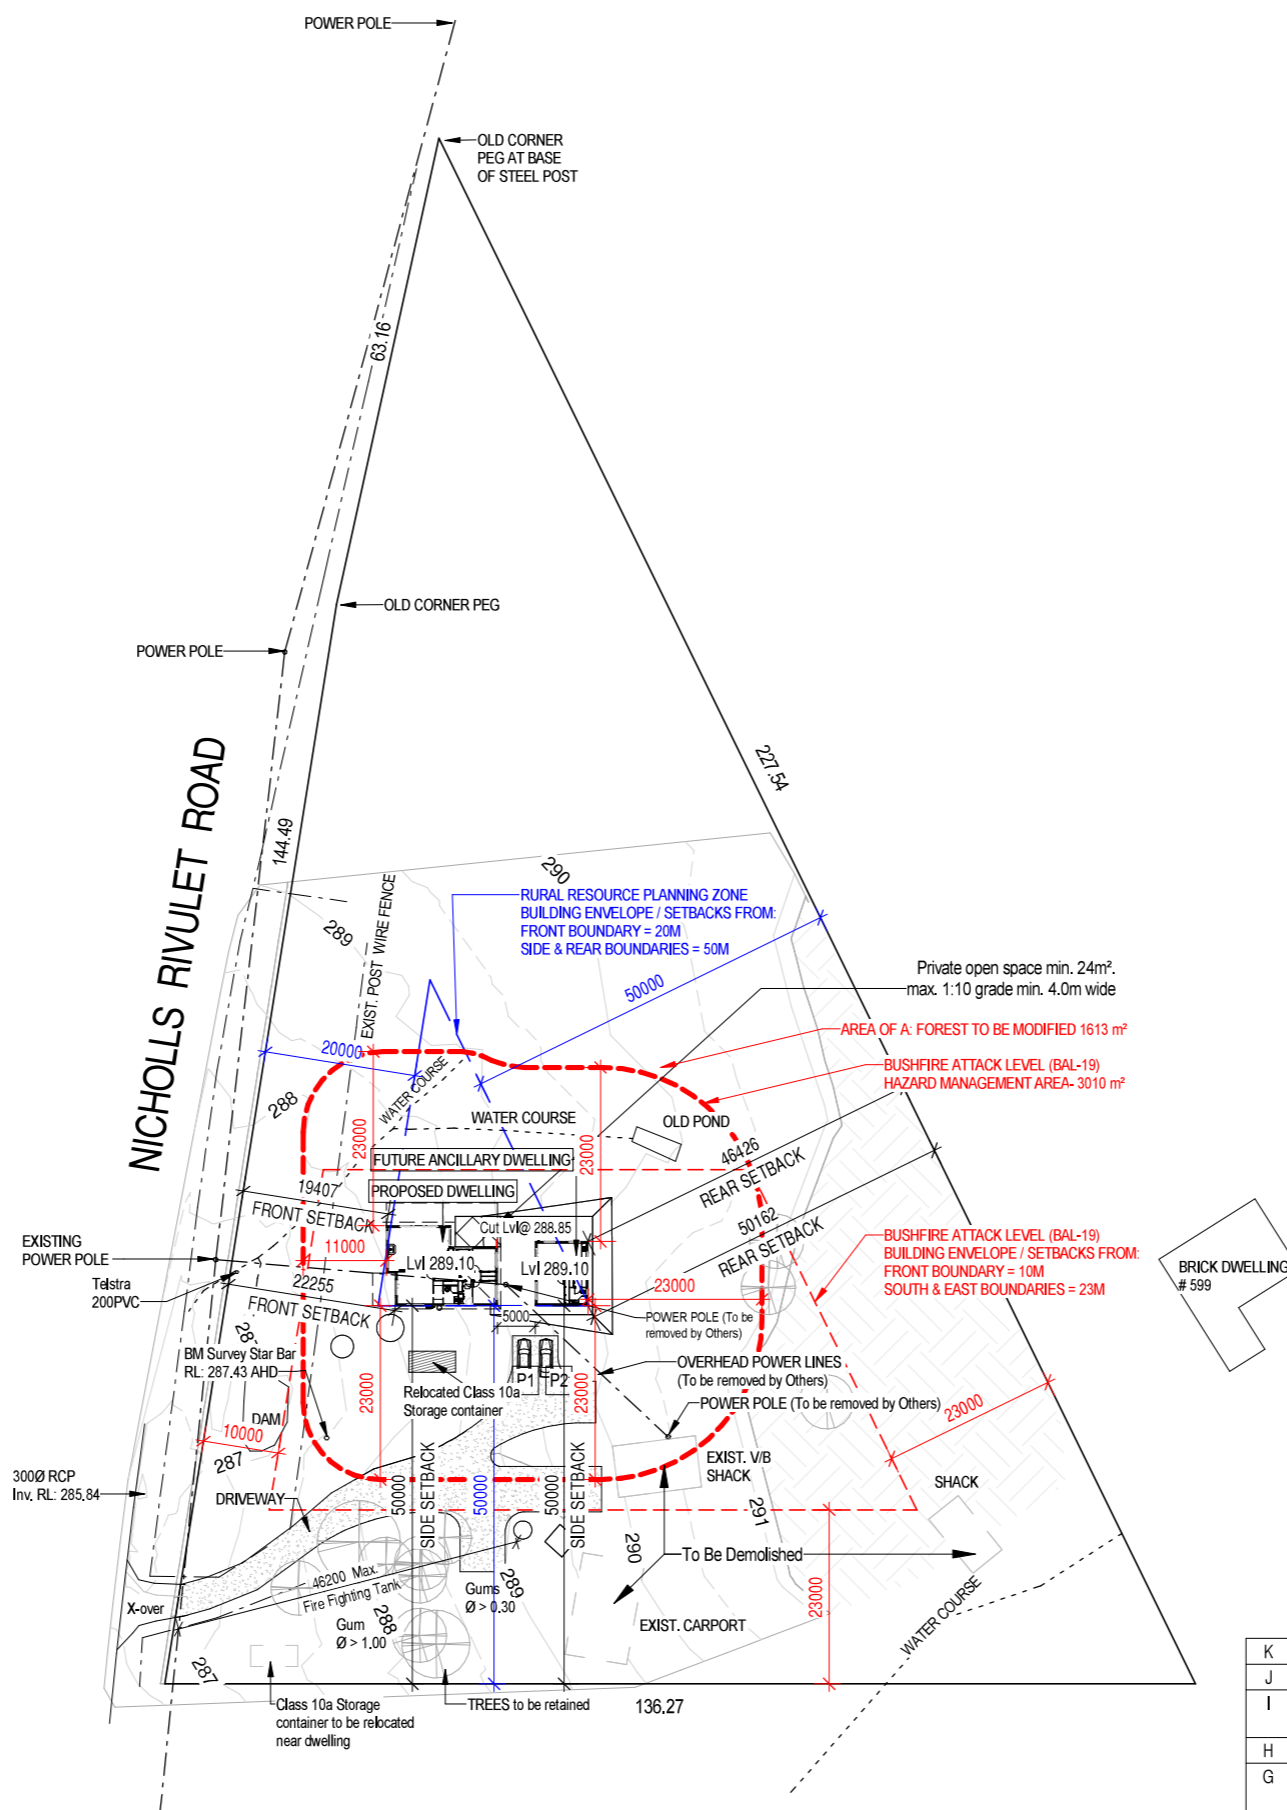 POWER POLE
OLD CORNER
PEG AT BASE
OF STEEL POST
63.16
OLD CORNER PEG
POWER POLE
NICHOLLS RIVULET ROAD
144.49
227.54
290
289
EXIST. POST WIRE FENCE
RURAL RESOURCE PLANNING ZONE
BUILDING ENVELOPE / SETBACKS FROM:
FRONT BOUNDARY = 20M
SIDE & REAR BOUNDARIES = 50M
50000
Private open space min. 24m².
max. 1:10 grade min. 4.0m wide
AREA OF A: FOREST TO BE MODIFIED 1613 m²
BUSHFIRE ATTACK LEVEL (BAL-19)
HAZARD MANAGEMENT AREA- 3010 m²
20000
288
WATER COURSE
WATER COURSE
OLD POND
23000
23000
46426
REAR SETBACK
FUTURE ANCILLARY DWELLING
PROPOSED DWELLING
19407
FRONT SETBACK
Cut Lvl@ 288.85
50162
REAR SETBACK
11000
Lvl 289.10
Lvl 289.10
EXISTING
POWER POLE
Telstra
200PVC
22255
FRONT SETBACK
23000
BUSHFIRE ATTACK LEVEL (BAL-19)
BUILDING ENVELOPE / SETBACKS FROM:
FRONT BOUNDARY = 10M
SOUTH & EAST BOUNDARIES = 23M
BRICK DWELLING
# 599
5000
POWER POLE (To be
removed by Others)
BM Survey Star Bar
RL: 287.43 AHD
OVERHEAD POWER LINES
(To be removed by Others)
P1
P2
Relocated Class 10a
Storage container
23000
23000
POWER POLE (To be removed by Others)
23000
DAM
10000
287
EXIST. V/B
SHACK
SHACK
300Ø RCP
Inv. RL: 285.84
DRIVEWAY
50000
SIDE SETBACK
50000
50000
SIDE SETBACK
291
290
To Be Demolished
46200 Max.
Fire Fighting Tank
Gums
Ø > 0.30
289
23000
X-over
Gum
Ø > 1.00
288
EXIST. CARPORT
WATER COURSE
287
Class 10a Storage
container to be relocated
near dwelling
TREES to be retained
136.27
K
J
I
H
G